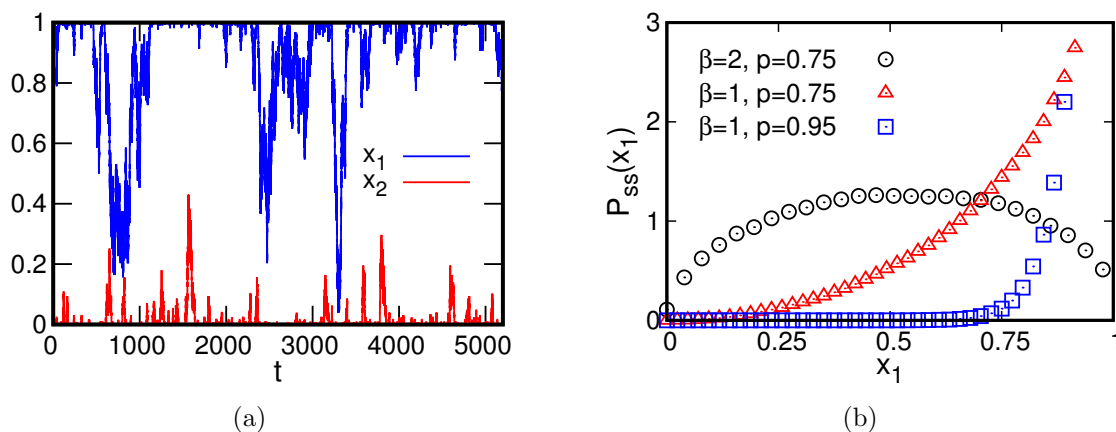 1
0.8
0.6
0.4
0.2
0
x₁
x₂
0 1000 2000 3000 4000 5000
t
(a)
3
2
1
0
P_ss(x₁)
β=2, p=0.75
β=1, p=0.75
β=1, p=0.95
0 0.25 0.5 0.75 1
x₁
(b)